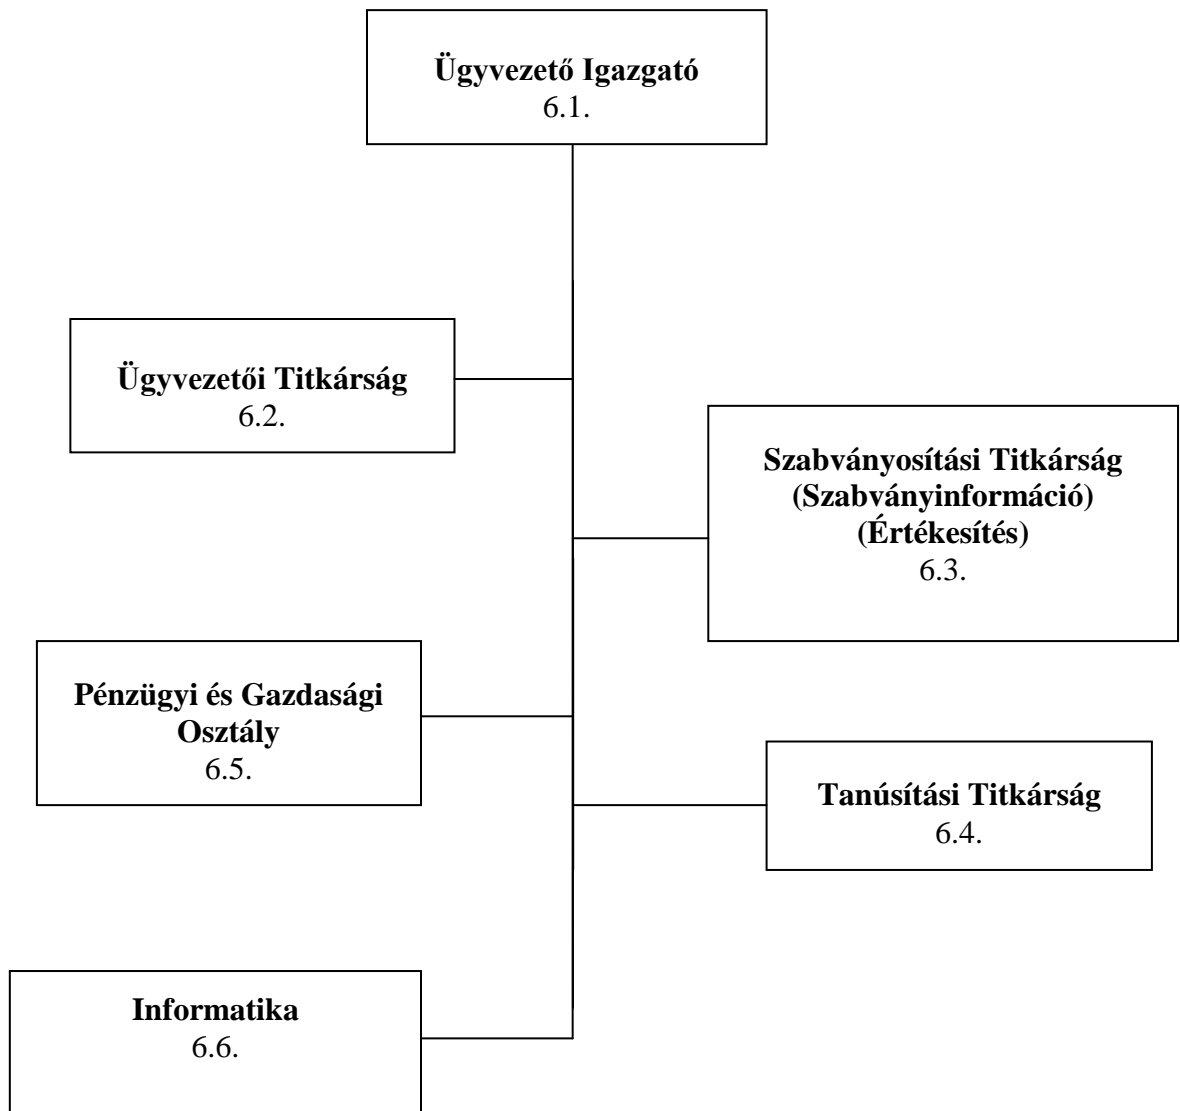 Ügyvezető Igazgató
6.1.
Ügyvezetői Titkárság
6.2.
Szabványosítási Titkárság
(Szabványinformáció)
(Értékesítés)
6.3.
Pénzügyi és Gazdasági
Osztály
6.5.
Tanúsítási Titkárság
6.4.
Informatika
6.6.